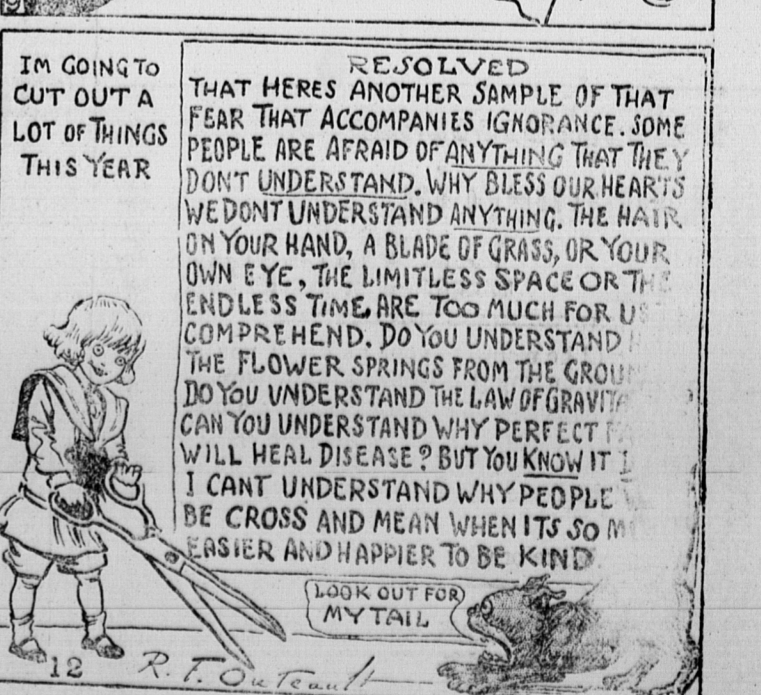 IM GOING TO
CUT OUT A
LOT OF THINGS
THIS YEAR
RESOLVED
THAT HERES ANOTHER SAMPLE OF THAT
FEAR THAT ACCOMPANIES IGNORANCE. SOME
PEOPLE ARE AFRAID OF ANYTHING THAT THEY
DON'T UNDERSTAND. WHY BLESS OUR HEARTS
WE DONT UNDERSTAND ANYTHING. THE HAIR
ON YOUR HAND, A BLADE OF GRASS, OR YOUR
OWN EYE, THE LIMITLESS SPACE OR THE
ENDLESS TIME, ARE TOO MUCH FOR US
COMPREHEND. DO YOU UNDERSTAND
THE FLOWER SPRINGS FROM THE GROUN
DO YOU UNDERSTAND THE LAW OF GRAVITA
CAN YOU UNDERSTAND WHY PERFECT
WILL HEAL DISEASE? BUT YOU KNOW IT
I CANT UNDERSTAND WHY PEOPLE
BE CROSS AND MEAN WHEN ITS SO M
EASIER AND HAPPIER TO BE KIND
LOOK OUT FOR
MY TAIL
12 R. F. Outcault